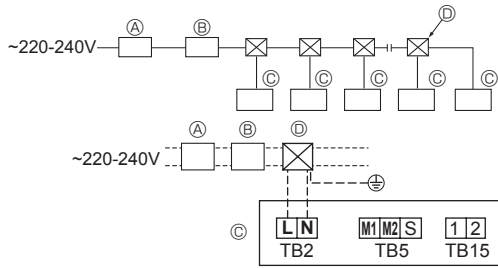 Ⓐ Ⓑ Ⓓ
~220-240V
Ⓒ Ⓒ Ⓒ Ⓒ Ⓒ
Ⓐ Ⓑ Ⓓ
~220-240V
Ⓒ L N M1 M2 S 1 2
TB2 TB5 TB15